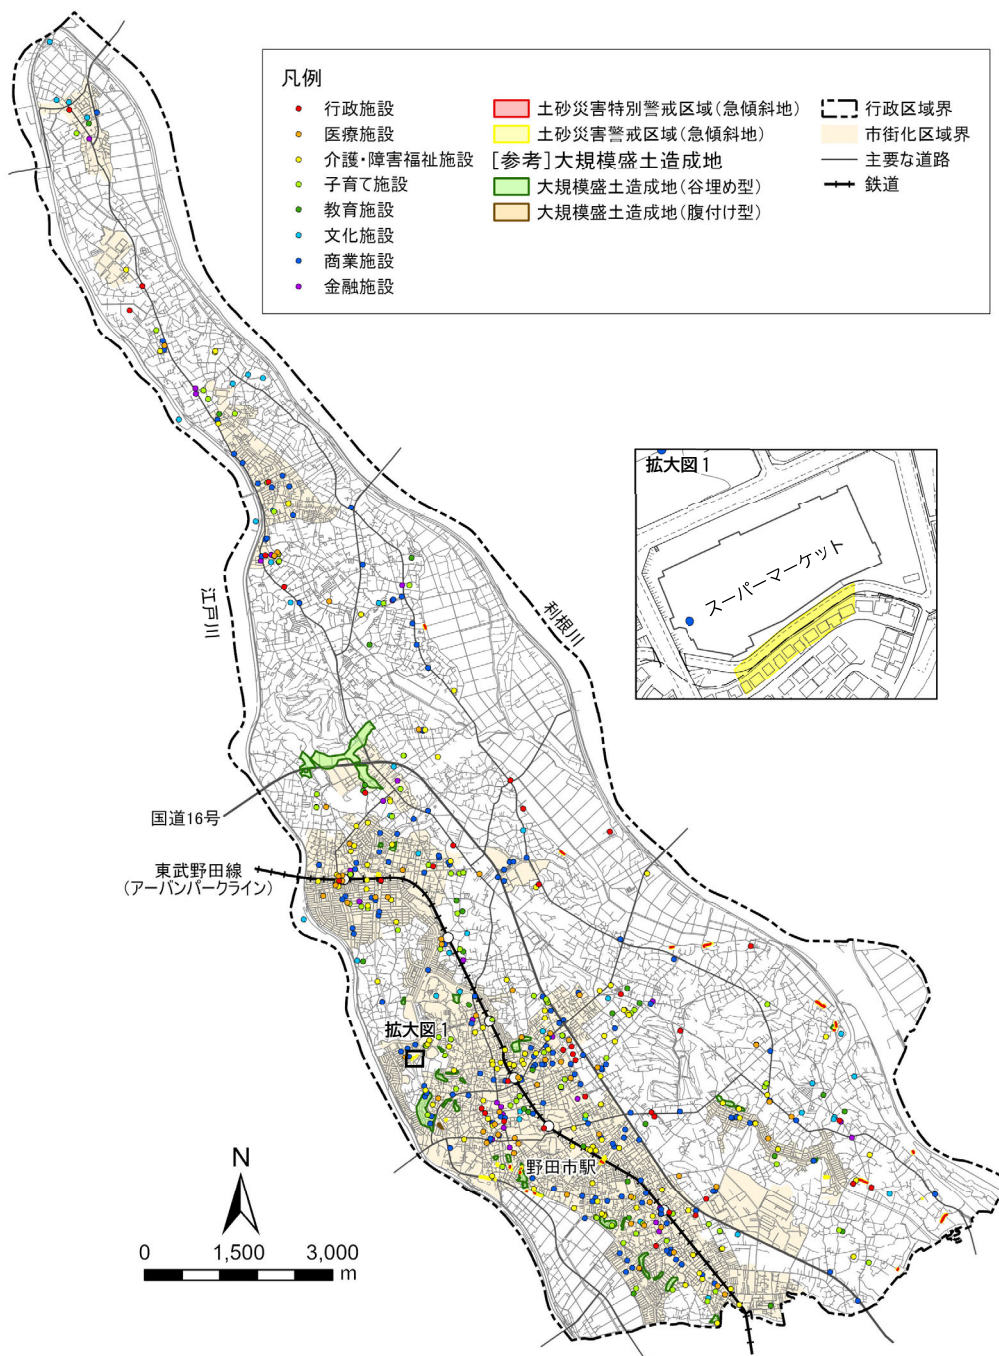 凡例
行政施設
医療施設
介護・障害福祉施設
子育て施設
教育施設
文化施設
商業施設
金融施設
土砂災害特別警戒区域(急傾斜地)
土砂災害警戒区域(急傾斜地)
[参考]大規模盛土造成地
大規模盛土造成地(谷埋め型)
大規模盛土造成地(腹付け型)
行政区域界
市街化区域界
主要な道路
鉄道
拡大図1
スーパーマーケット
江戸川
利根川
国道16号
東武野田線
(アーバンパークライン)
拡大図1
野田市駅
N
0 1,500 3,000
m